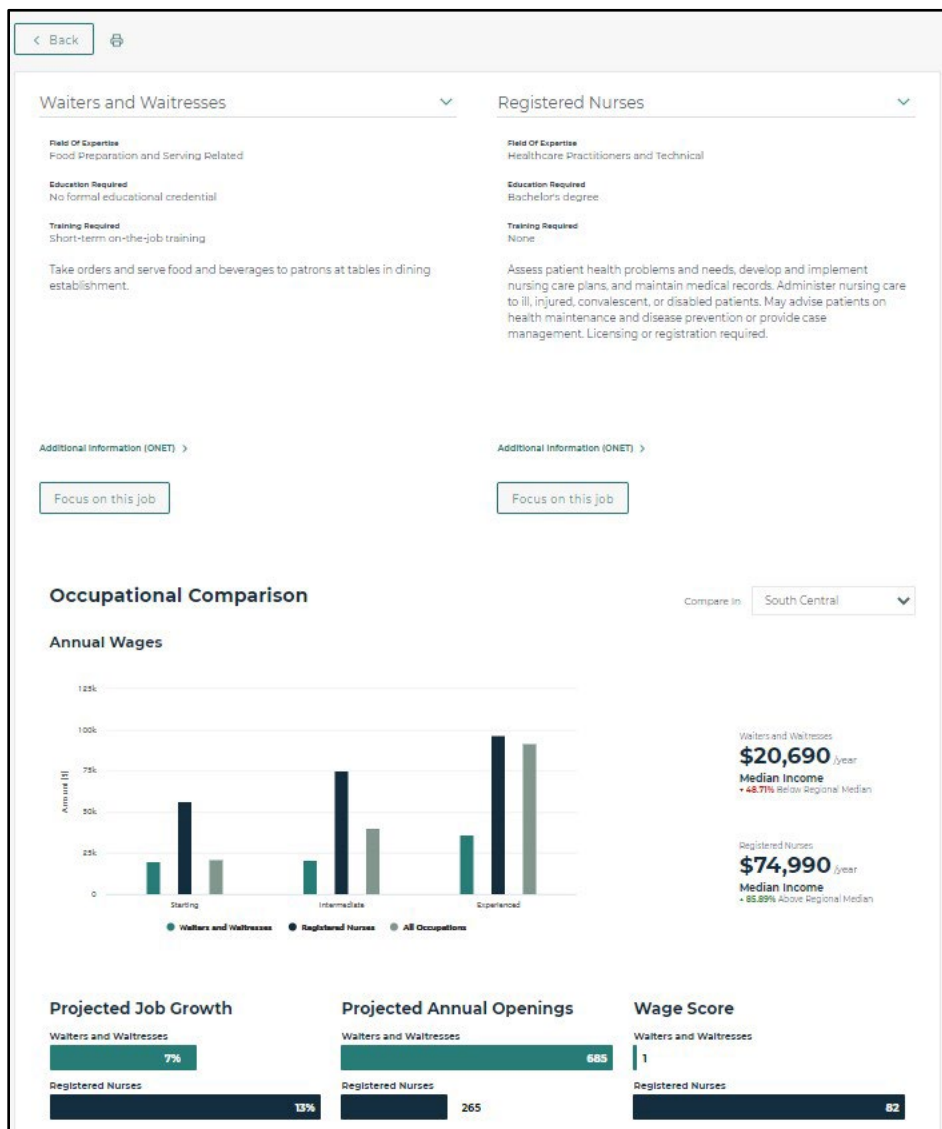 Back
Waiters and Waitresses
Field Of Expertise
Food Preparation and Serving Related
Education Required
No formal educational credential
Training Required
Short-term on-the-job training
Take orders and serve food and beverages to patrons at tables in dining
establishment.
Additional Information (ONET)
Focus on this job
Registered Nurses
Field Of Expertise
Healthcare Practitioners and Technical
Education Required
Bachelor's degree
Training Required
None
Assess patient health problems and needs, develop and implement
nursing care plans, and maintain medical records. Administer nursing care
to ill, injured, convalescent, or disabled patients. May advise patients on
health maintenance and disease prevention or provide case
management. Licensing or registration required.
Additional Information (ONET)
Focus on this job
Occupational Comparison
Compare In South Central
Annual Wages
125k
100k
75k
50k
25k
0
Amount [$]
Starting
Intermediate
Experienced
Waiters and Waitresses Registered Nurses All Occupations
Waiters and Waitresses
$20,690 /year
Median Income
48.71% Below Regional Median
Registered Nurses
$74,990 /year
Median Income
85.89% Above Regional Median
Projected Job Growth
Waiters and Waitresses
7%
Registered Nurses
13%
Projected Annual Openings
Waiters and Waitresses
685
Registered Nurses
265
Wage Score
Waiters and Waitresses
1
Registered Nurses
82